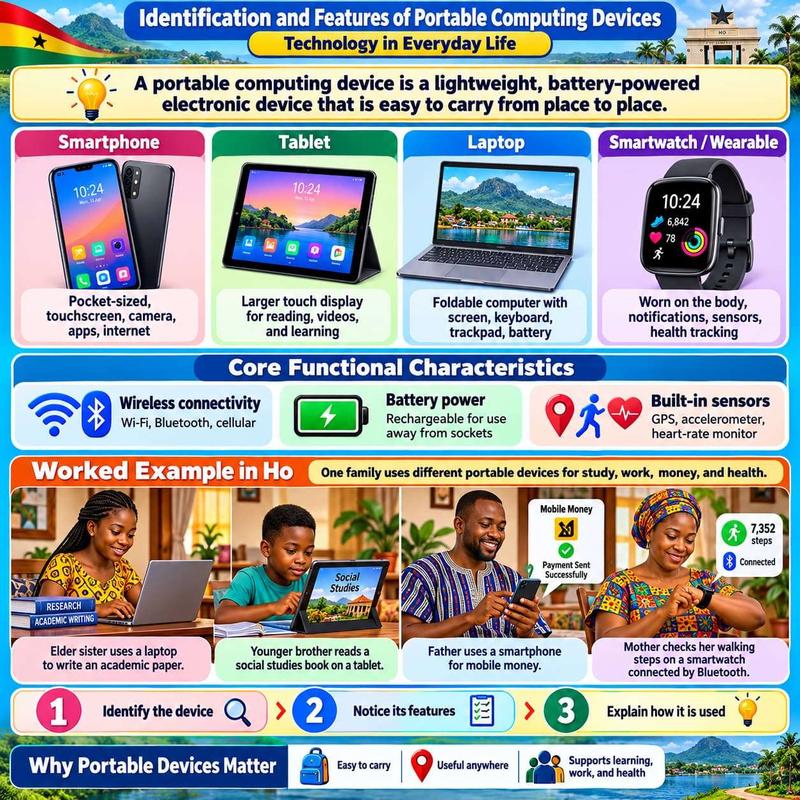 Identification and Features of Portable Computing Devices
Technology in Everyday Life
HO
A portable computing device is a lightweight, battery-powered
electronic device that is easy to carry from place to place.
Smartphone
10:24
10:24
Pocket-sized,
touchscreen, camera,
apps, internet
Tablet
10:24
Larger touch display
for reading, videos,
and learning
Laptop
Foldable computer with
screen, keyboard,
trackpad, battery
Smartwatch / Wearable
10:24
6,842
78
Worn on the body,
notifications, sensors,
health tracking
Core Functional Characteristics
Wireless connectivity
Wi-Fi, Bluetooth, cellular
Battery power
Rechargeable for use
away from sockets
Built-in sensors
GPS, accelerometer,
heart-rate monitor
Worked Example in Ho
One family uses different portable devices for study, work, money, and health.
RESEARCH
ACADEMIC WRITING
Elder sister uses a laptop
to write an academic paper.
Social
Studies
Younger brother reads a
social studies book on a tablet.
Mobile Money
Payment Sent
Successfully
Father uses a smartphone
for mobile money.
7,352
steps
Connected
Mother checks her walking
steps on a smartwatch
connected by Bluetooth.
1 Identify the device
2 Notice its features
3 Explain how it is used
Why Portable Devices Matter
Easy to carry
Useful anywhere
Supports learning,
work, and health